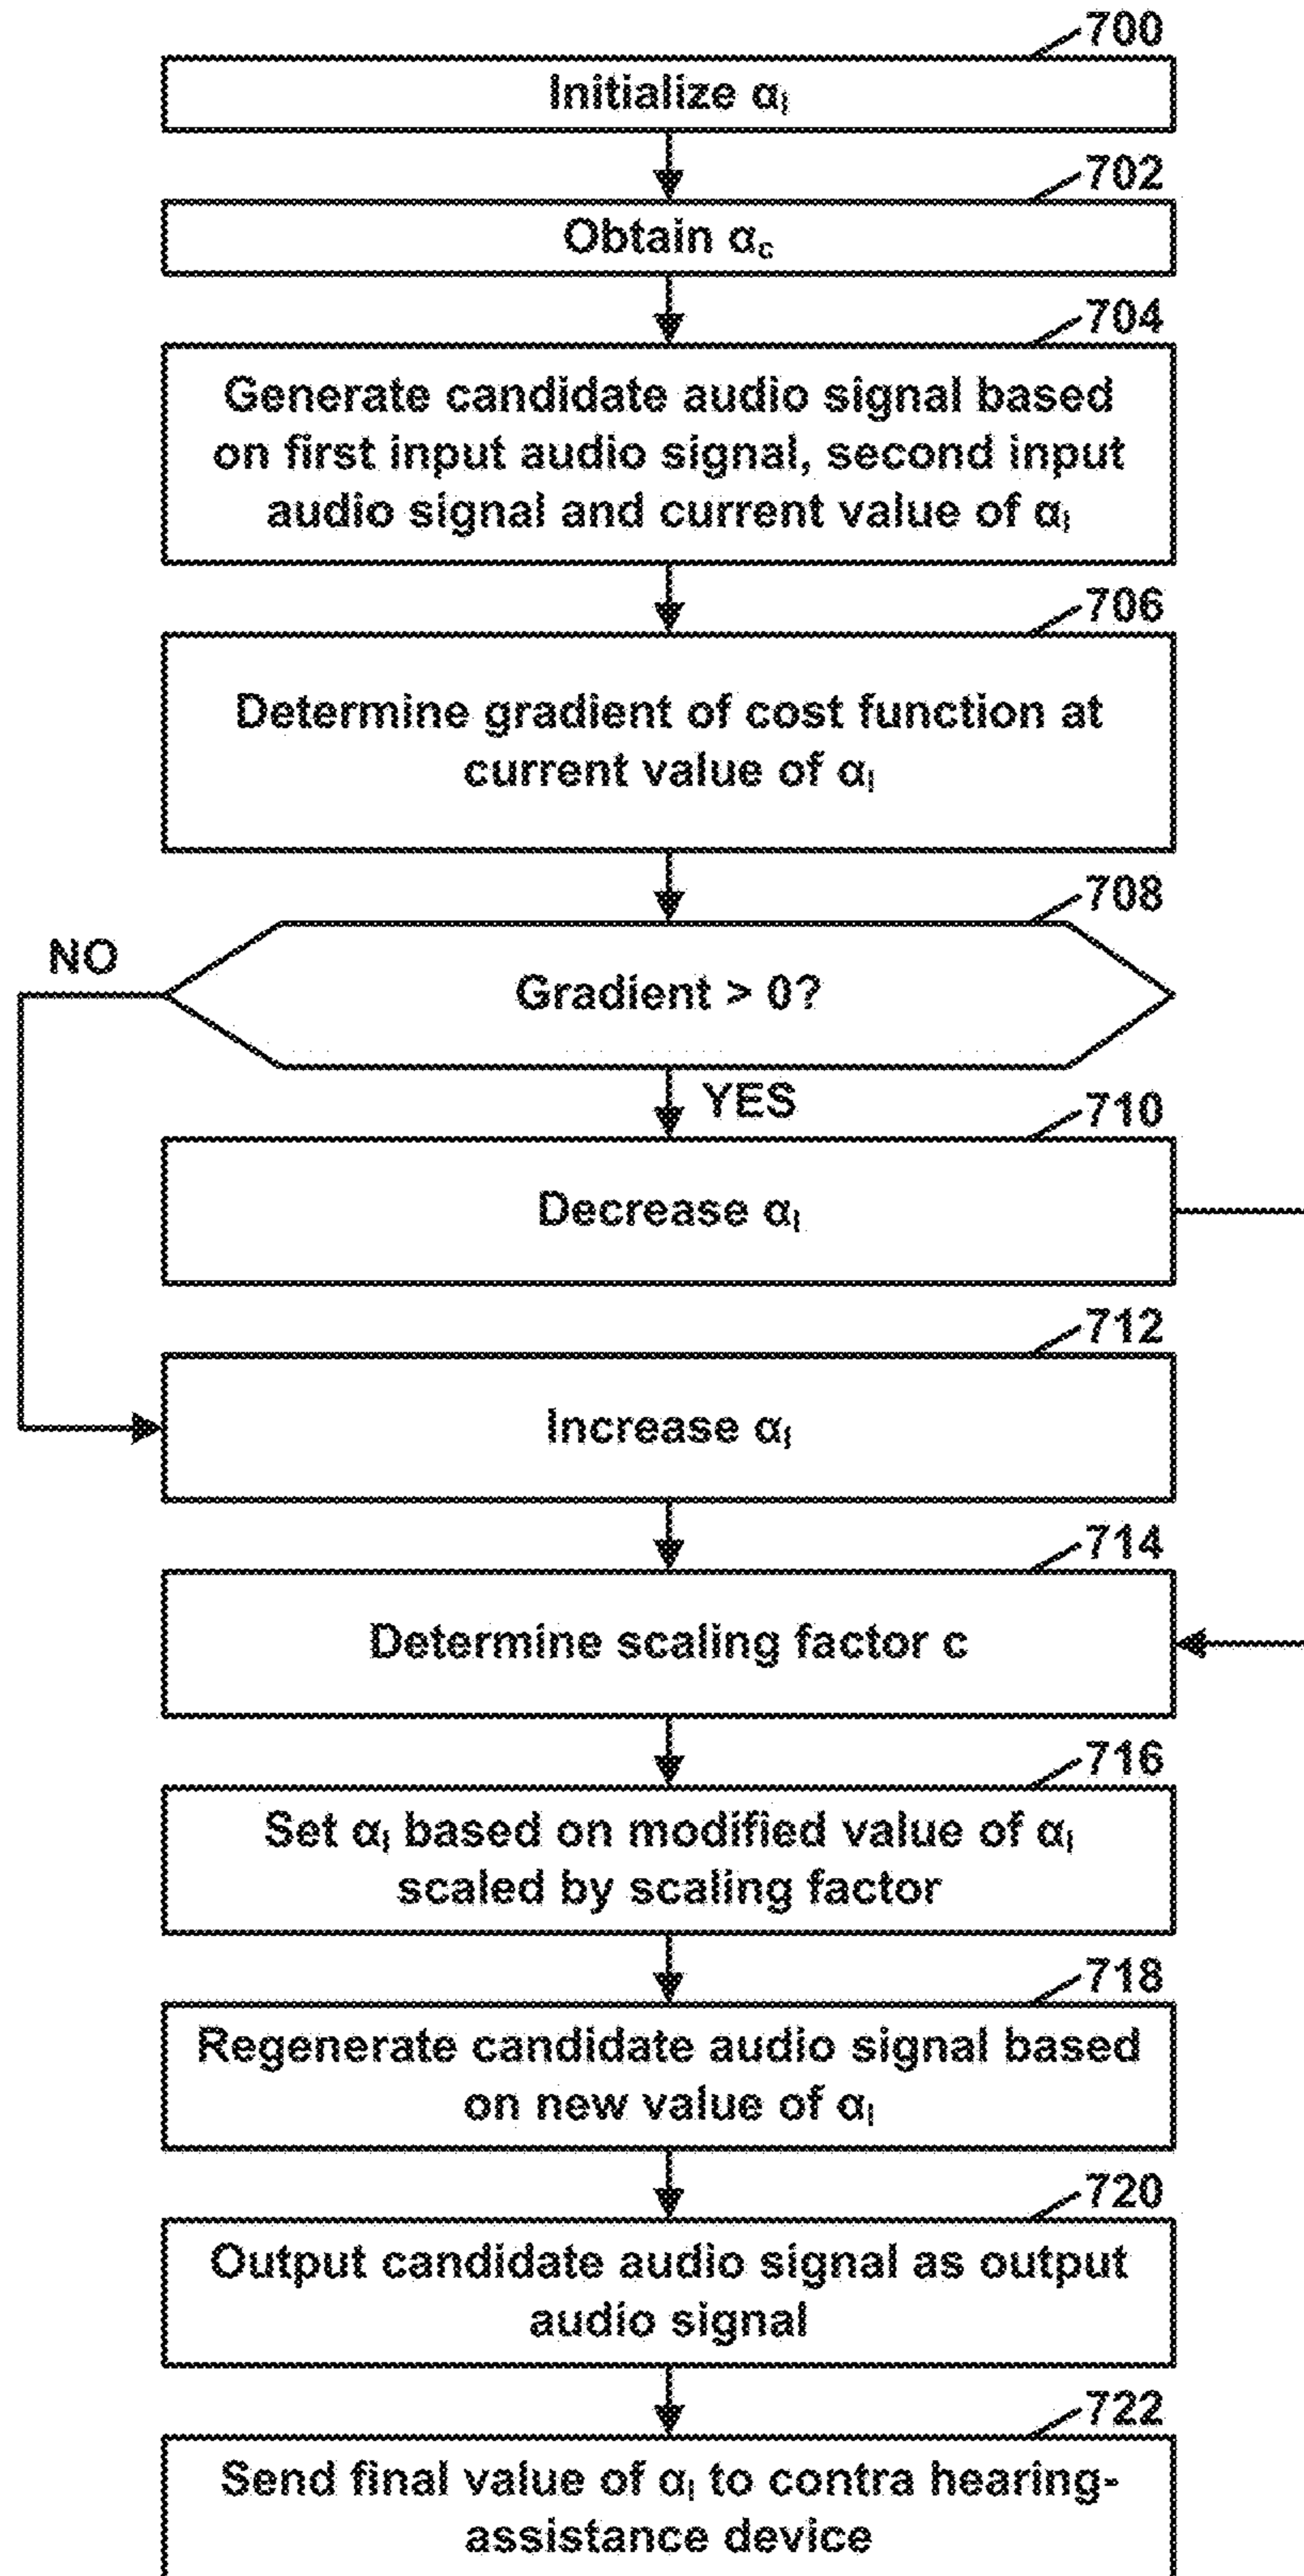 700
Initialize αₗ
702
Obtain α꜀
704
Generate candidate audio signal based
on first input audio signal, second input
audio signal and current value of αₗ
706
Determine gradient of cost function at
current value of αₗ
708
NO
Gradient > 0?
YES
710
Decrease αₗ
712
Increase αₗ
714
Determine scaling factor c
716
Set αₗ based on modified value of αₗ
scaled by scaling factor
718
Regenerate candidate audio signal based
on new value of αₗ
720
Output candidate audio signal as output
audio signal
722
Send final value of αₗ to contra hearing-
assistance device